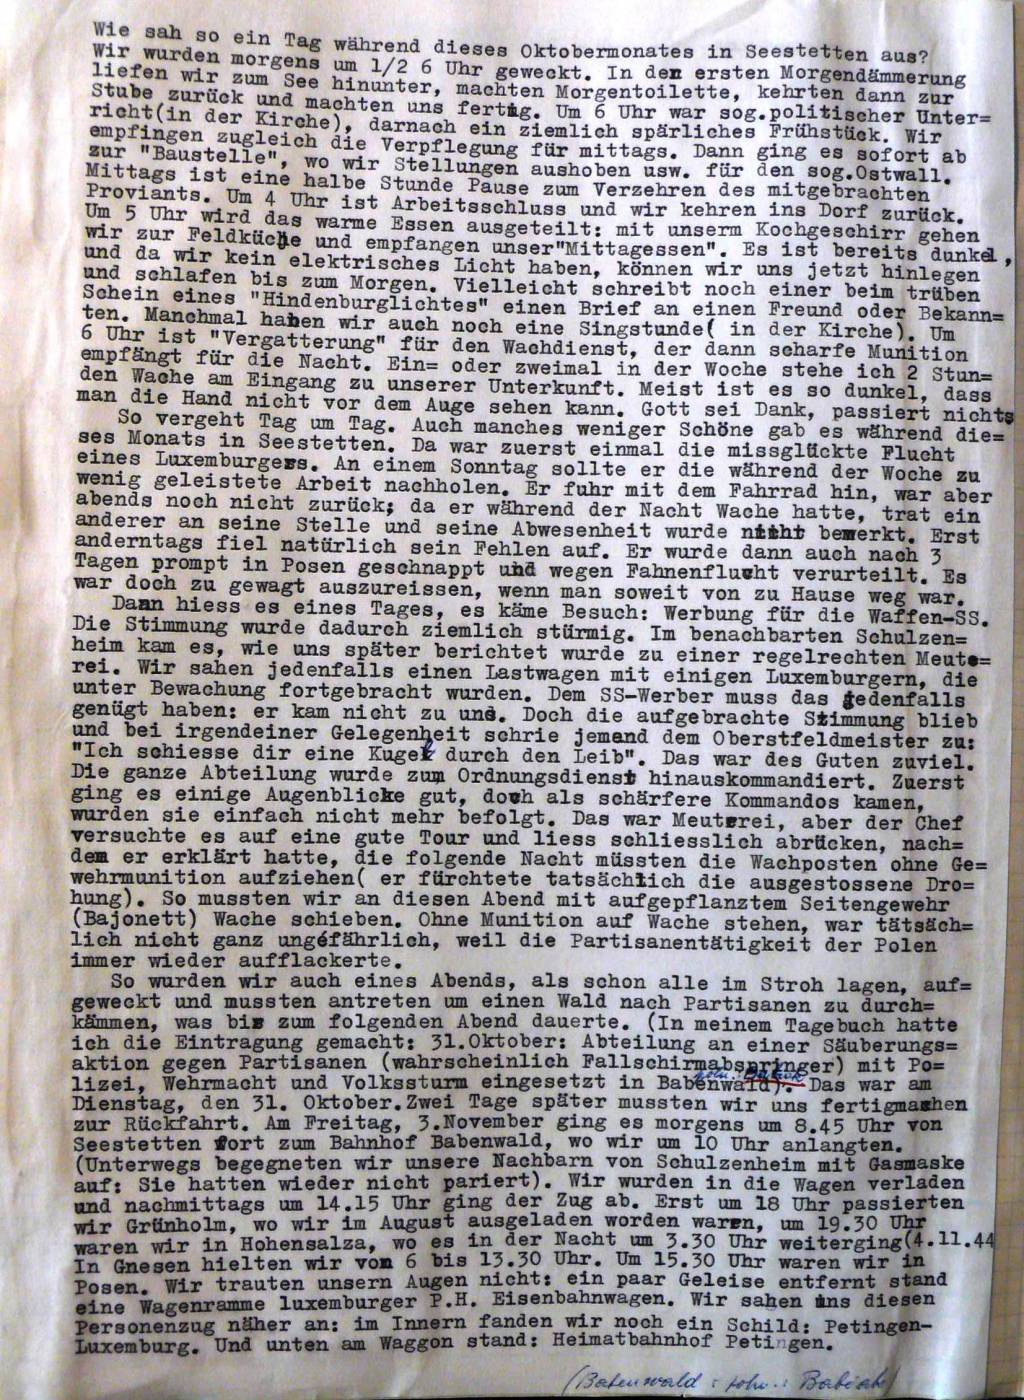 Wie sah so ein Tag während dieses Oktobermonates in Seestetten aus?
Wir wurden morgens um 1/2 6 Uhr geweckt. In den ersten Morgendämmerung
liefen wir zum See hinunter, machten Morgentoilette, kehrten dann zur
Stube zurück und machten uns fertig. Um 6 Uhr war sog.politischer Unter=
richt(in der Kirche), darnach ein ziemlich spärliches Frühstück. Wir
empfingen zugleich die Verpflegung für mittags. Dann ging es sofort ab
zur "Baustelle", wo wir Stellungen aushoben usw. für den sog.Ostwall.
Mittags ist eine halbe Stunde Pause zum Verzehren des mitgebrachten
Proviants. Um 4 Uhr ist Arbeitsschluss und wir kehren ins Dorf zurück.
Um 5 Uhr wird das warme Essen ausgeteilt: mit unserm Kochgeschirr gehen
wir zur Feldküche und empfangen unser"Mittagessen". Es ist bereits dunkel,
und da wir kein elektrisches Licht haben, können wir uns jetzt hinlegen
und schlafen bis zum Morgen. Vielleicht schreibt noch einer beim trüben
Schein eines "Hindenburglichtes" einen Brief an einen Freund oder Bekann=
ten. Manchmal haben wir auch noch eine Singstunde( in der Kirche). Um
6 Uhr ist "Vergatterung" für den Wachdienst, der dann scharfe Munition
empfängt für die Nacht. Ein= oder zweimal in der Woche stehe ich 2 Stun=
den Wache am Eingang zu unserer Unterkunft. Meist ist es so dunkel, dass
man die Hand nicht vor dem Auge sehen kann. Gott sei Dank, passiert nichts
So vergeht Tag um Tag. Auch manches weniger Schöne gab es während die=
ses Monats in Seestetten. Da war zuerst einmal die missglückte Flucht
eines Luxemburgers. An einem Sonntag sollte er die während der Woche zu
wenig geleistete Arbeit nachholen. Er fuhr mit dem Fahrrad hin, war aber
abends noch nicht zurück; da er während der Nacht Wache hatte, trat ein
anderer an seine Stelle und seine Abwesenheit wurde nicht bemerkt. Erst
anderntags fiel natürlich sein Fehlen auf. Er wurde dann auch nach 3
Tagen prompt in Posen geschnappt und wegen Fahnenflucht verurteilt. Es
war doch zu gewagt auszureissen, wenn man soweit von zu Hause weg war.
Dann hiess es eines Tages, es käme Besuch: Werbung für die Waffen-SS.
Die Stimmung wurde dadurch ziemlich stürmig. Im benachbarten Schulzen=
heim kam es, wie uns später berichtet wurde zu einer regelrechten Meute=
rei. Wir sahen jedenfalls einen Lastwagen mit einigen Luxemburgern, die
unter Bewachung fortgebracht wurden. Dem SS-Werber muss das jedenfalls
genügt haben: er kam nicht zu uns. Doch die aufgebrachte Stimmung blieb
und bei irgendeiner Gelegenheit schrie jemand dem Oberstfeldmeister zu:
"Ich schiesse dir eine Kugel durch den Leib". Das war des Guten zuviel.
Die ganze Abteilung wurde zum Ordnungsdienst hinauskommandiert. Zuerst
ging es einige Augenblicke gut, doch als schärfere Kommandos kamen,
wurden sie einfach nicht mehr befolgt. Das war Meuterei, aber der Chef
versuchte es auf eine gute Tour und liess schliesslich abrücken, nach=
dem er erklärt hatte, die folgende Nacht müssten die Wachposten ohne Ge=
wehrmunition aufziehen( er fürchtete tatsächlich die ausgestossene Dro=
hung). So mussten wir an diesen Abend mit aufgepflanztem Seitengewehr
(Bajonett) Wache schieben. Ohne Munition auf Wache stehen, war tätsäch=
lich nicht ganz ungefährlich, weil die Partisanentätigkeit der Polen
immer wieder aufflackerte.
So wurden wir auch eines Abends, als schon alle im Stroh lagen, auf=
geweckt und mussten antreten um einen Wald nach Partisanen zu durch=
kämmen, was bis zum folgenden Abend dauerte. (In meinem Tagebuch hatte
ich die Eintragung gemacht: 31.Oktober: Abteilung an einer Säuberungs=
aktion gegen Partisanen (wahrscheinlich Fallschirmabspringer) mit Po=
lizei, Wehrmacht und Volkssturm eingesetzt in Babenwald). Das war am
Dienstag, den 31. Oktober.Zwei Tage später mussten wir uns fertigmachen
zur Rückfahrt. Am Freitag, 3.November ging es morgens um 8.45 Uhr von
Seestetten fort zum Bahnhof Babenwald, wo wir um 10 Uhr anlangten.
(Unterwegs begegneten wir unsere Nachbarn von Schulzenheim mit Gasmaske
auf: Sie hatten wieder nicht pariert). Wir wurden in die Wagen verladen
und nachmittags um 14.15 Uhr ging der Zug ab. Erst um 18 Uhr passierten
wir Grünholm, wo wir im August ausgeladen worden waren, um 19.30 Uhr
waren wir in Hohensalza, wo es in der Nacht um 3.30 Uhr weiterging(4.11.44
In Gnesen hielten wir von 6 bis 13.30 Uhr. Um 15.30 Uhr waren wir in
Posen. Wir trauten unsern Augen nicht: ein paar Geleise entfernt stand
eine Wagenramme luxemburger P.H. Eisenbahnwagen. Wir sahen uns diesen
Personenzug näher an: im Innern fanden wir noch ein Schild: Petingen-
Luxemburg. Und unten am Waggon stand: Heimatbahnhof Petingen.
(Babenwald : poln.: Babiak)